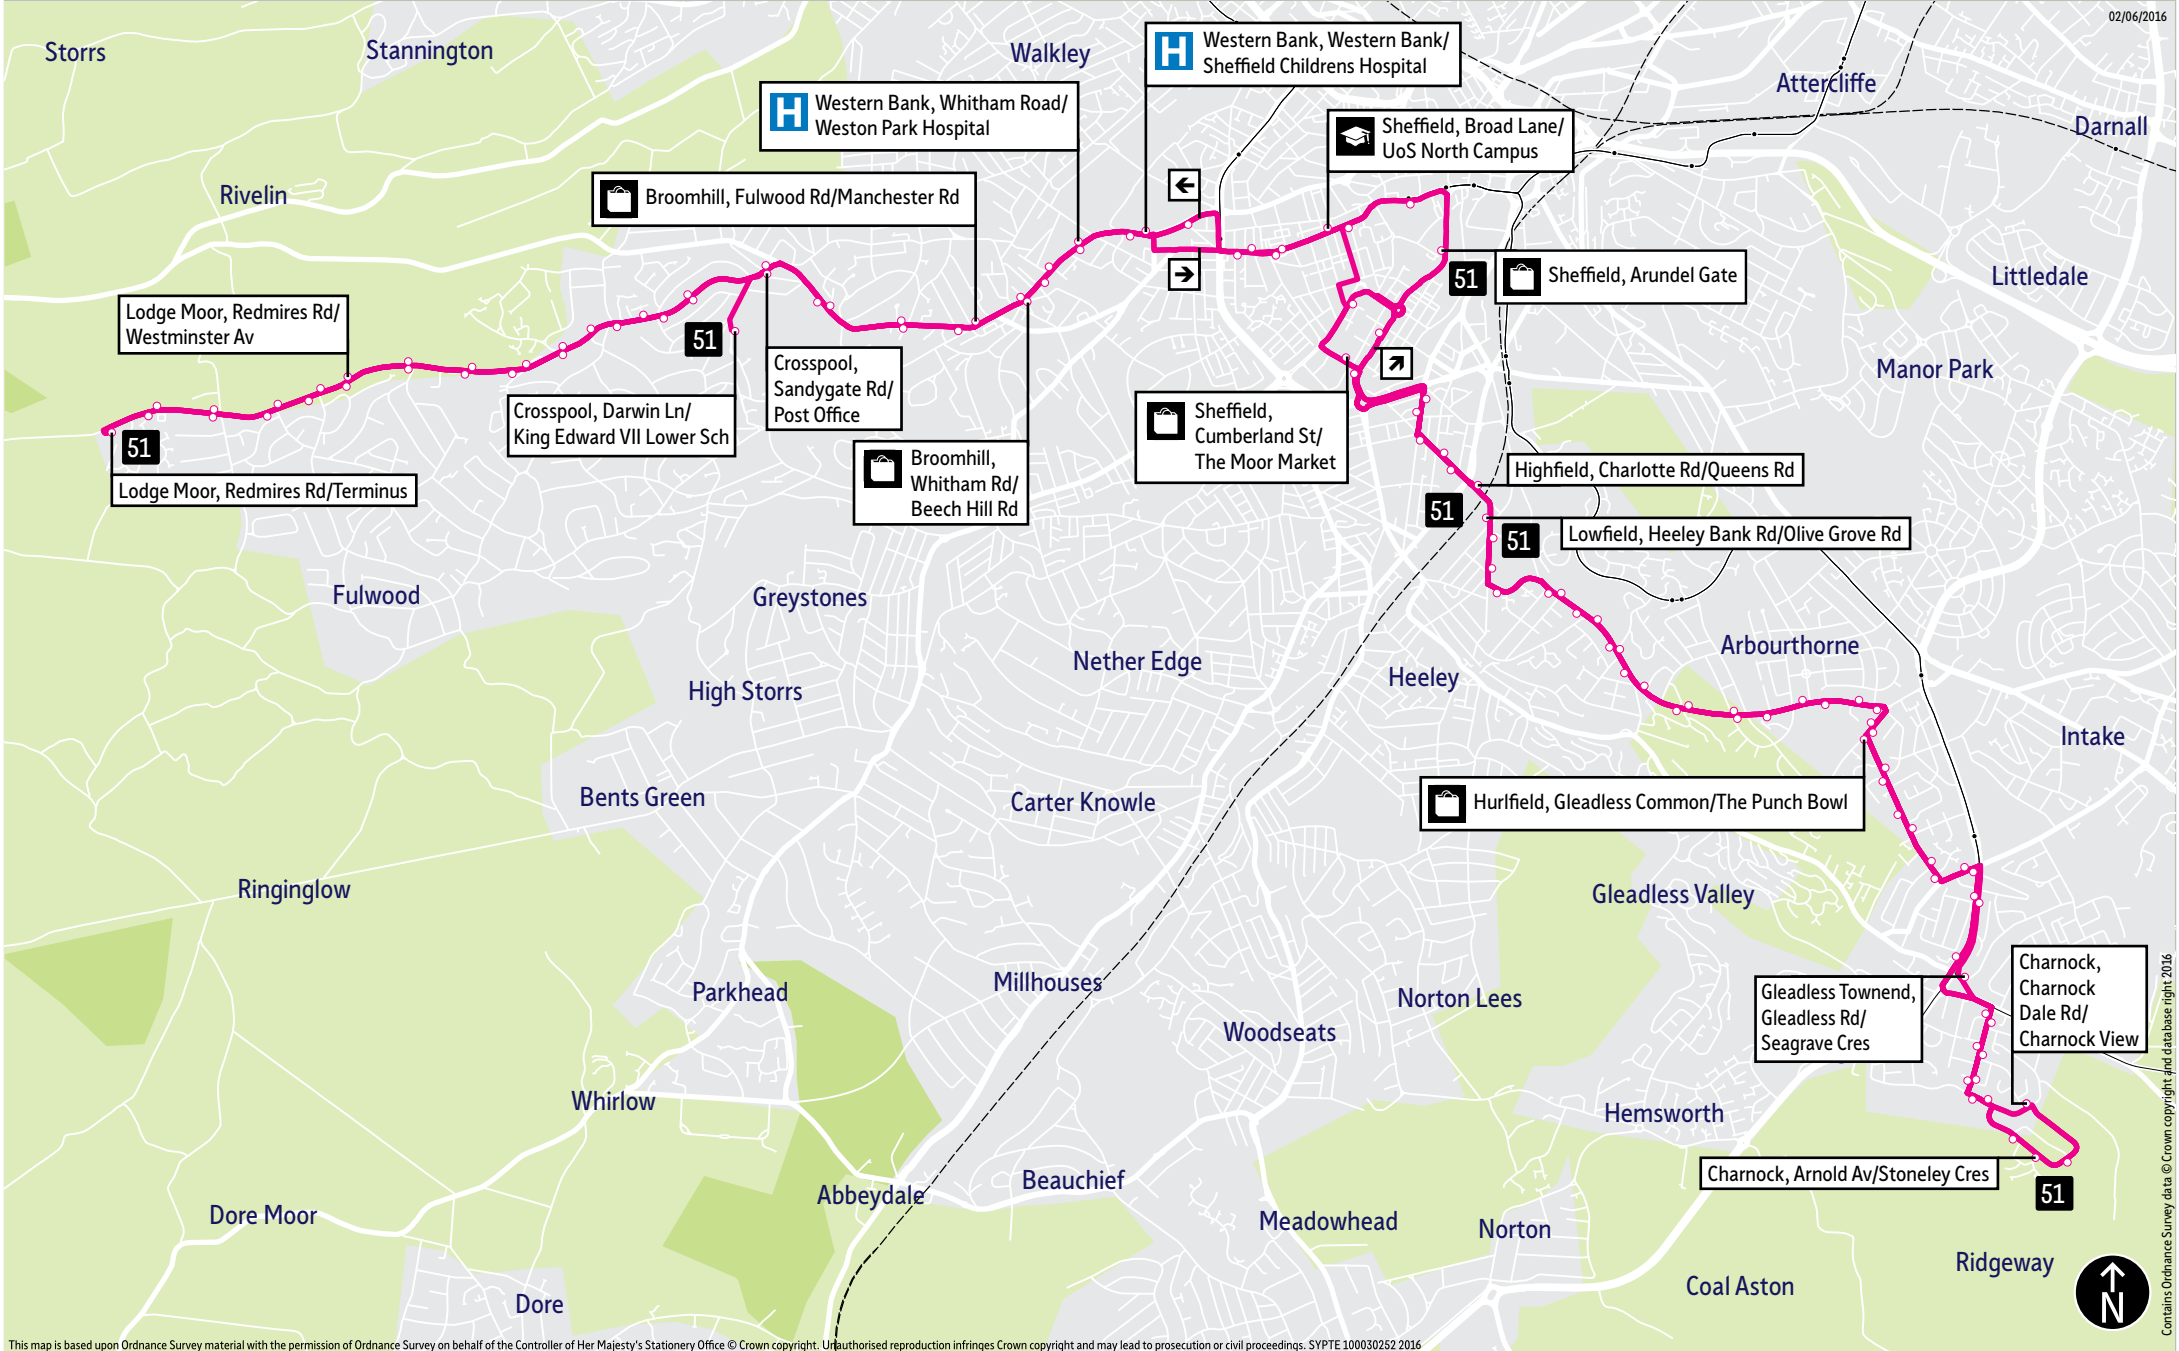 02/06/2016
Storrs
Stannington
Walkley
Western Bank, Western Bank/
Sheffield Childrens Hospital
H
Attercliffe
Western Bank, Whitham Road/
Weston Park Hospital
H
Sheffield, Broad Lane/
UoS North Campus
Darnall
Rivelin
Broomhill, Fulwood Rd/Manchester Rd
Sheffield, Arundel Gate
51
Littledale
Lodge Moor, Redmires Rd/
Westminster Av
51
Crosspool,
Sandygate Rd/
Post Office
Manor Park
Crosspool, Darwin Ln/
King Edward VII Lower Sch
Sheffield,
Cumberland St/
The Moor Market
51
Lodge Moor, Redmires Rd/Terminus
Broomhill,
Whitham Rd/
Beech Hill Rd
Highfield, Charlotte Rd/Queens Rd
51
51
Lowfield, Heeley Bank Rd/Olive Grove Rd
Fulwood
Greystones
Nether Edge
Heeley
Arbourthorne
High Storrs
Intake
Bents Green
Carter Knowle
Hurlfield, Gleadless Common/The Punch Bowl
Ringinglow
Gleadless Valley
Parkhead
Millhouses
Norton Lees
Gleadless Townend,
Gleadless Rd/
Seagrave Cres
Charnock,
Charnock
Dale Rd/
Charnock View
Woodseats
Whirlow
Hemsworth
Charnock, Arnold Av/Stoneley Cres
51
Abbeydale
Beauchief
Dore Moor
Meadowhead
Norton
Ridgeway
Coal Aston
Dore
N
Contains Ordnance Survey data © Crown copyright and database right 2016
This map is based upon Ordnance Survey material with the permission of Ordnance Survey on behalf of the Controller of Her Majesty's Stationery Office © Crown copyright. Unauthorised reproduction infringes Crown copyright and may lead to prosecution or civil proceedings. SYPTE 100030252 2016